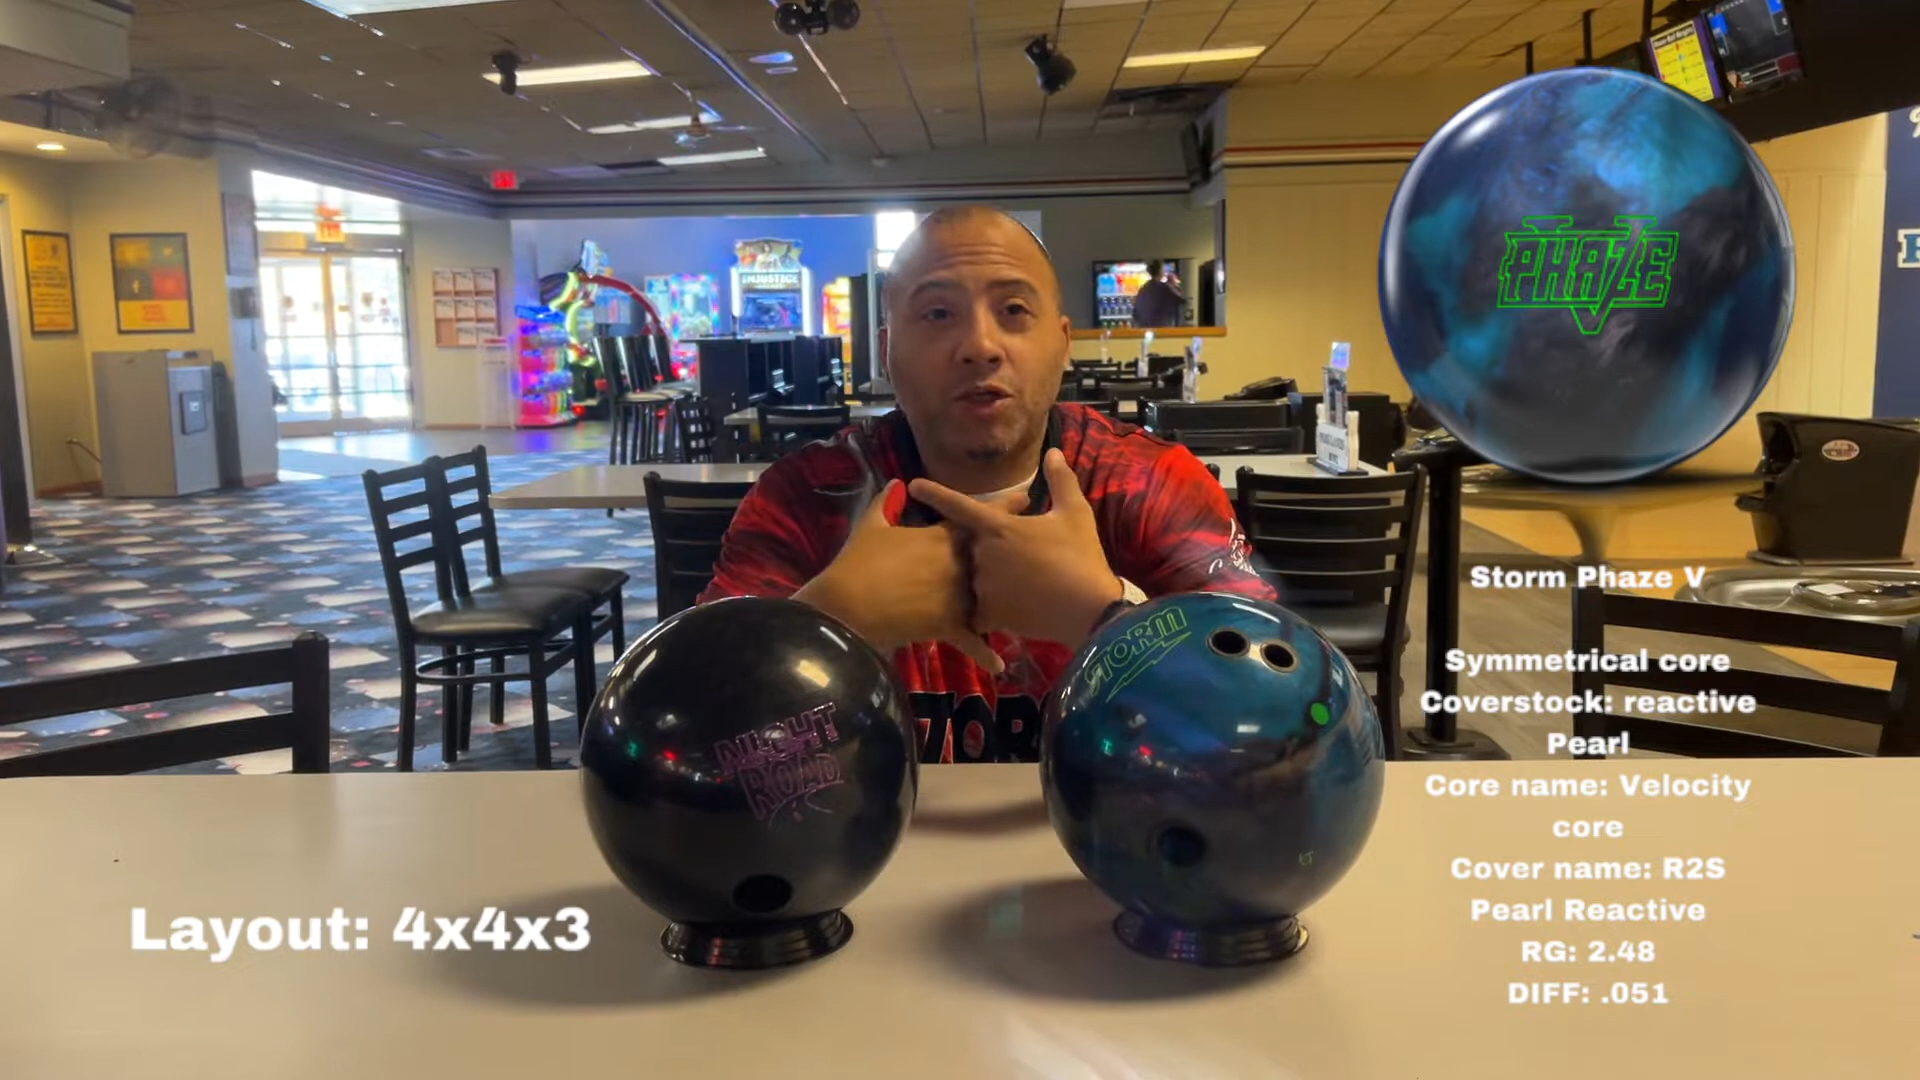 INJUSTICE
PHAZE
V
Storm Phaze V
STORM
Symmetrical core
Coverstock: reactive
Pearl
NIGHT
ROAD
Core name: Velocity
core
Cover name: R2S
Pearl Reactive
Layout: 4x4x3
RG: 2.48
DIFF: .051